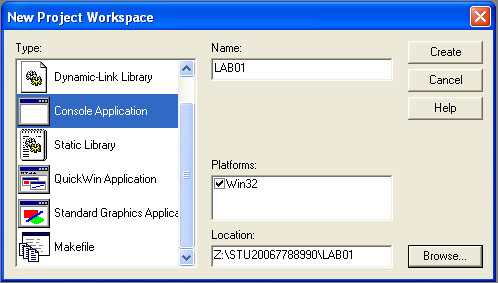 New Project Workspace
Type:
Dynamic-Link Library
Console Application
Static Library
QuickWin Application
Standard Graphics Applica
Makefile
Name:
LAB01
Platforms:
Win32
Location:
Z:\STU20067788990\LAB01
Create
Cancel
Help
Browse...